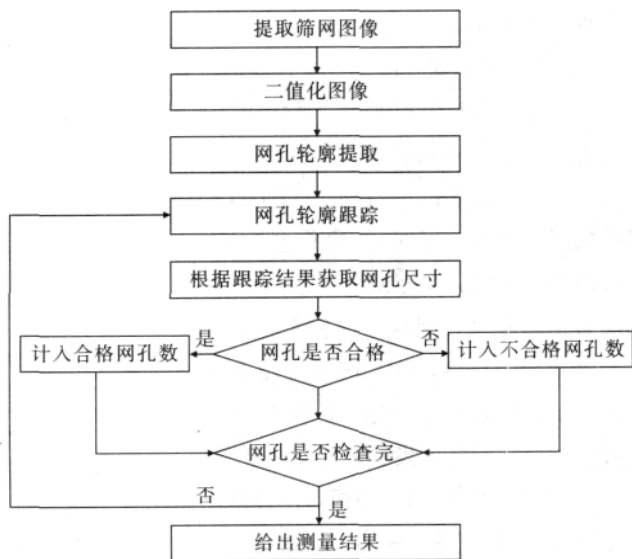 提取筛网图像
二值化图像
网孔轮廓提取
网孔轮廓跟踪
根据跟踪结果获取网孔尺寸
是
网孔是否合格
否
计入合格网孔数
计入不合格网孔数
网孔是否检查完
否
是
给出测量结果